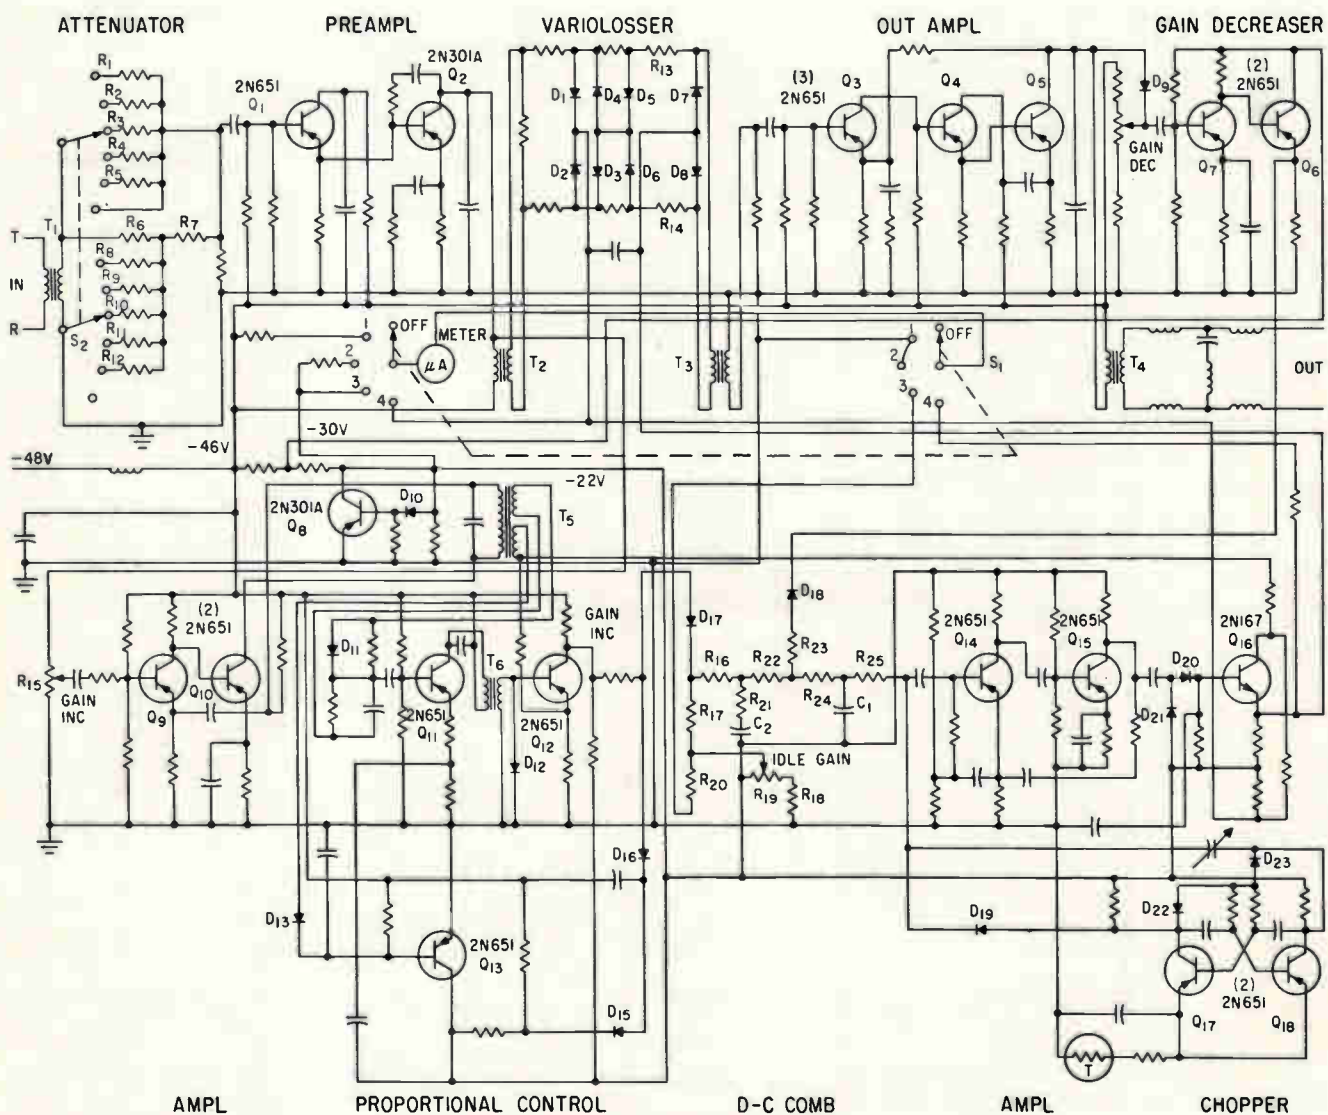 ATTENUATOR PREAMPL VARIOLOSSER OUT AMPL GAIN DECREASER
R1
R2
R3
R4
R5
R6
R7
R8
R9
R10
R11
R12
T
IN
R
T1
S2
2N651
Q1
2N301A
Q2
D1
D4
D5
D7
R13
D2
D3
D6
D8
R14
(3)
2N651
Q3
Q4
Q5
D9
GAIN
DEC
(2)
2N651
Q7
Q6
1
OFF
METER
2
µA
3
4
T2
T3
1
OFF
2
S1
3
4
T4
OUT
-30V
-46V
-48V
-22V
2N301A
Q8
D10
T5
(2)
2N651
R15
GAIN
INC
Q9
Q10
D11
2N651
Q11
T6
GAIN
INC
2N651
Q12
D12
D17
D18
R16
R22
R23
R24
R25
R17
R21
C2
C1
IDLE GAIN
R20
R19
R18
2N651
Q14
2N651
Q15
D20
D21
2N167
Q16
D16
D13
2N651
Q13
D15
D19
D23
D22
(2)
2N651
Q17
Q18
T
AMPL PROPORTIONAL CONTROL D-C COMB AMPL CHOPPER